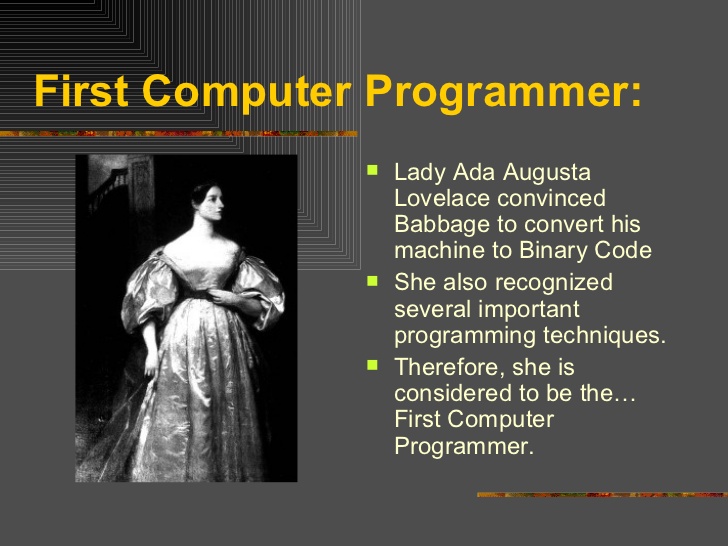 First Computer Programmer:
Lady Ada Augusta
Lovelace convinced
Babbage to convert his
machine to Binary Code
She also recognized
several important
programming techniques.
Therefore, she is
considered to be the…
First Computer
Programmer.